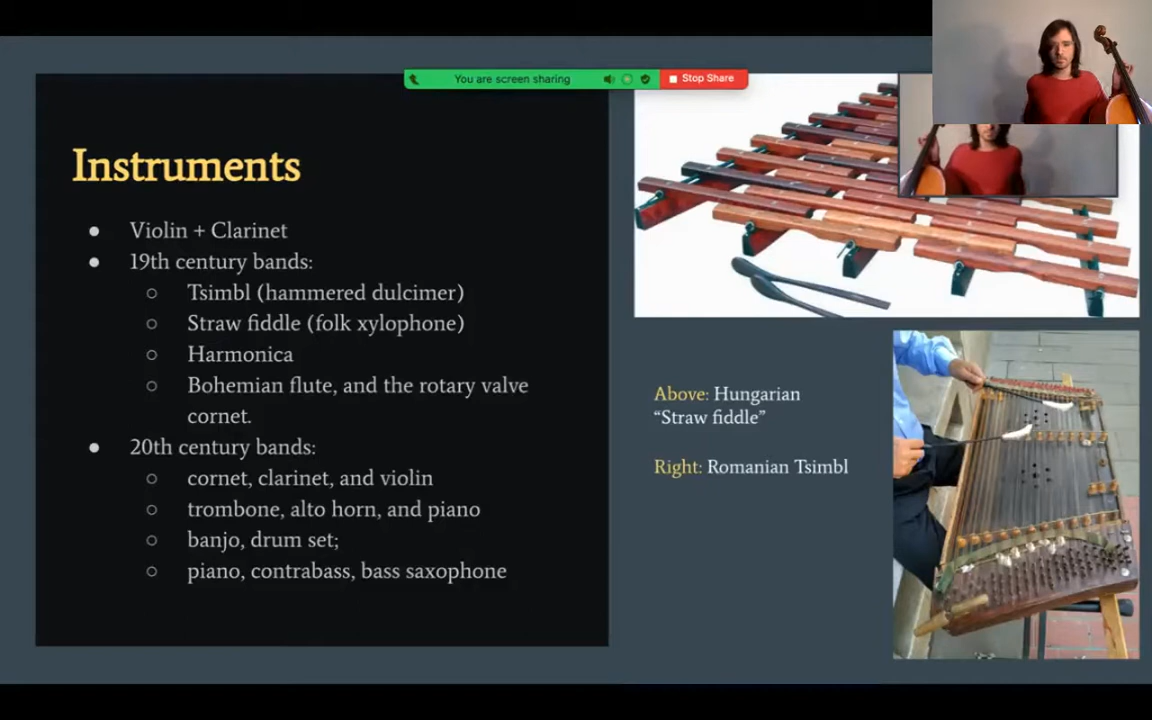 You are screen sharing
Stop Share
Instruments
● Violin + Clarinet
● 19th century bands:
○ Tsimbl (hammered dulcimer)
○ Straw fiddle (folk xylophone)
○ Harmonica
○ Bohemian flute, and the rotary valve
cornet.
● 20th century bands:
○ cornet, clarinet, and violin
○ trombone, alto horn, and piano
○ banjo, drum set;
○ piano, contrabass, bass saxophone
Above: Hungarian
“Straw fiddle”
Right: Romanian Tsimbl